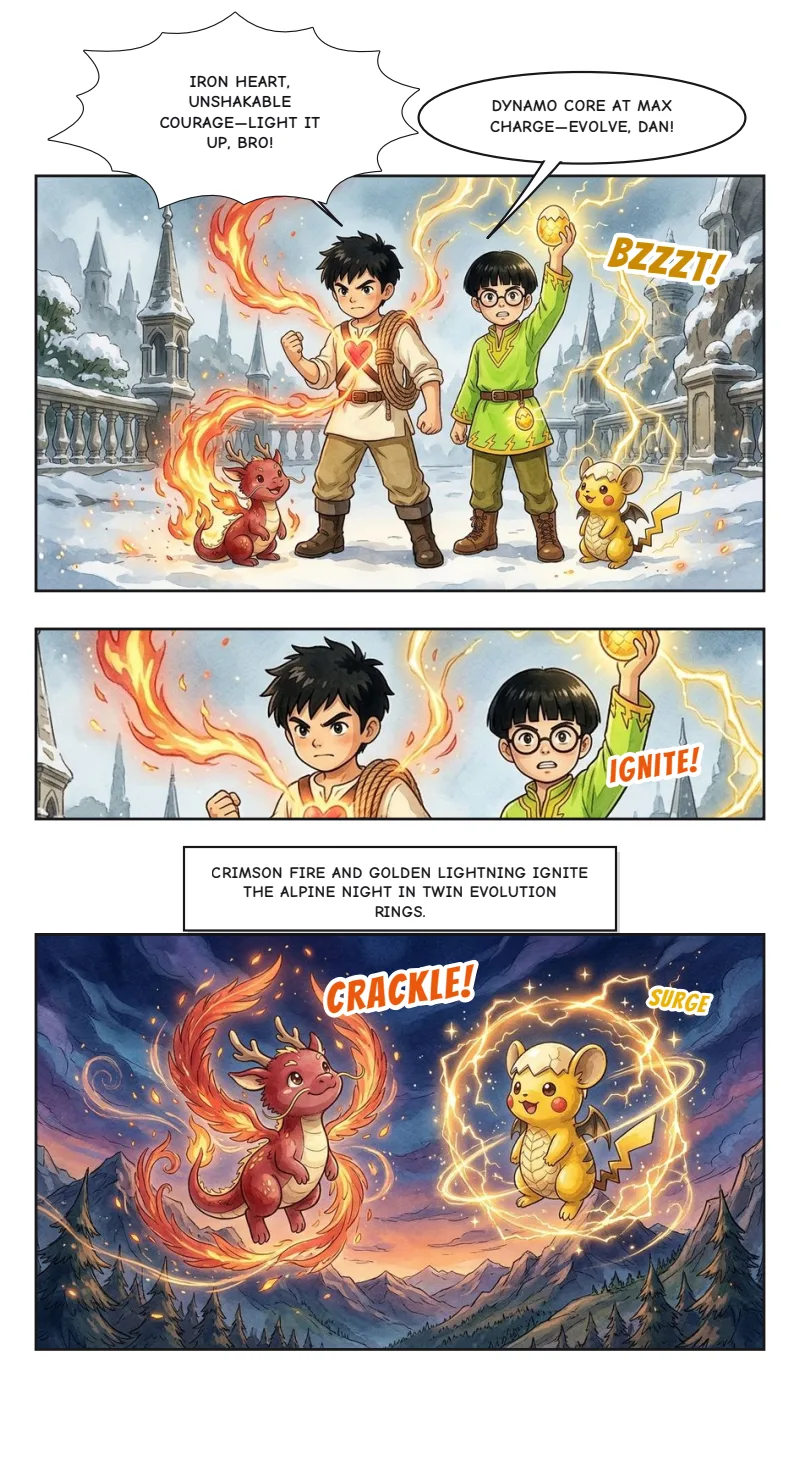 IRON HEART,
UNSHAKABLE
COURAGE—LIGHT IT
UP, BRO!
DYNAMO CORE AT MAX
CHARGE—EVOLVE, DAN!
BZZZT!
IGNITE!
CRIMSON FIRE AND GOLDEN LIGHTNING IGNITE
THE ALPINE NIGHT IN TWIN EVOLUTION
RINGS.
CRACKLE!
SURGE